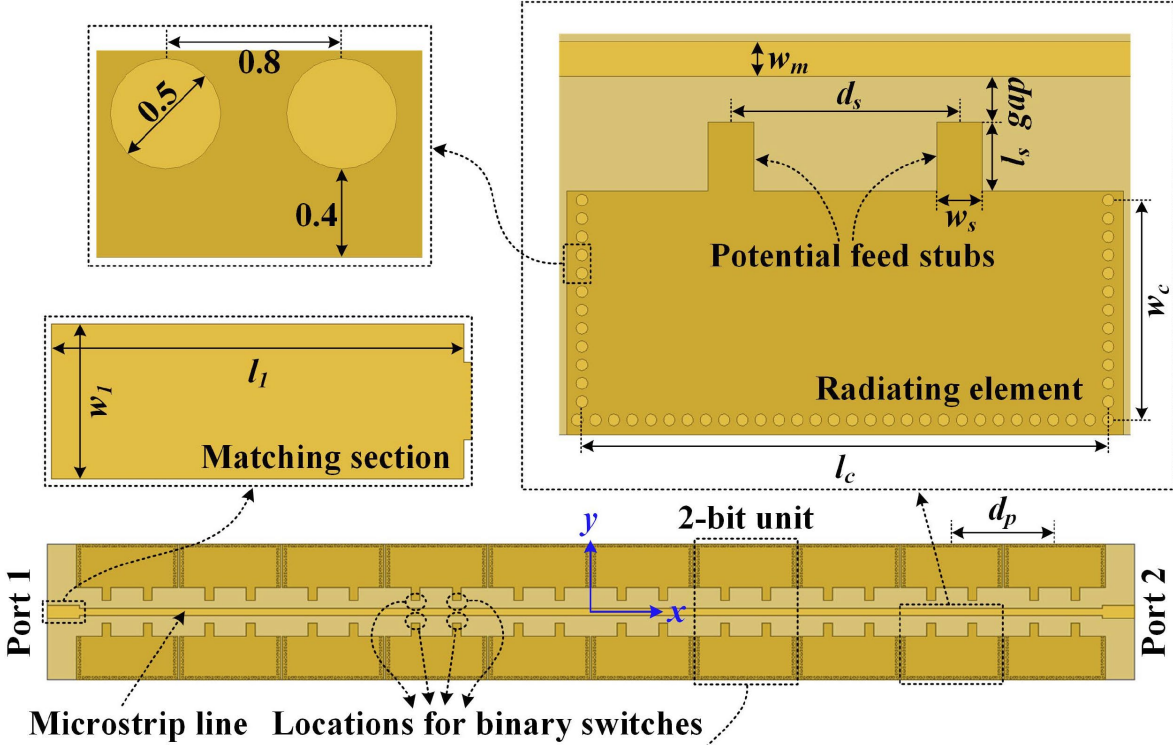 0.8
0.5
0.4
w_m
d_s
gap
l_s
w_s
Potential feed stubs
w_c
Radiating element
l_c
l_1
w_1
Matching section
2-bit unit
d_p
y
x
Port 1
Port 2
Microstrip line
Locations for binary switches